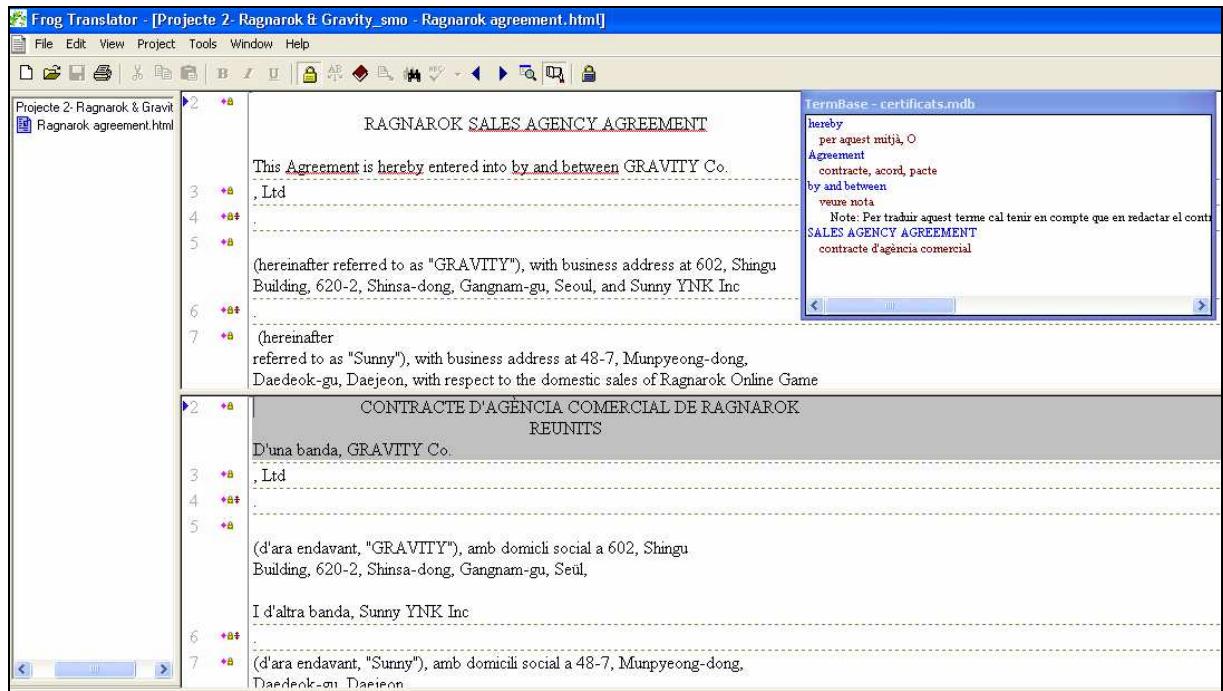 Frog Translator - [Projecte 2- Ragnarok & Gravity_smo - Ragnarok agreement.html]
File Edit View Project Tools Window Help
Projecte 2- Ragnarok & Gravit
Ragnarok agreement.html
2
RAGNAROK SALES AGENCY AGREEMENT
This Agreement is hereby entered into by and between GRAVITY Co.
3 , Ltd
4 .
5
(hereinafter referred to as "GRAVITY"), with business address at 602, Shingu
Building, 620-2, Shinsa-dong, Gangnam-gu, Seoul, and Sunny YNK Inc
6 .
7 (hereinafter
referred to as "Sunny"), with business address at 48-7, Munpyeong-dong,
Daedeok-gu, Daejeon, with respect to the domestic sales of Ragnarok Online Game
TermBase - certificats.mdb
hereby
per aquest mitjà, O
Agreement
contracte, acord, pacte
by and between
veure nota
Note: Per traduir aquest terme cal tenir en compte que en redactar el contr
SALES AGENCY AGREEMENT
contracte d'agència comercial
2 CONTRACTE D'AGÈNCIA COMERCIAL DE RAGNAROK
REUNITS
D'una banda, GRAVITY Co.
3 , Ltd
4 .
5
(d'ara endavant, "GRAVITY"), amb domicli social a 602, Shingu
Building, 620-2, Shinsa-dong, Gangnam-gu, Seül,
I d'altra banda, Sunny YNK Inc
6 .
7 (d'ara endavant, "Sunny"), amb domicili social a 48-7, Munpyeong-dong,
Daedeok-gu, Daejeon